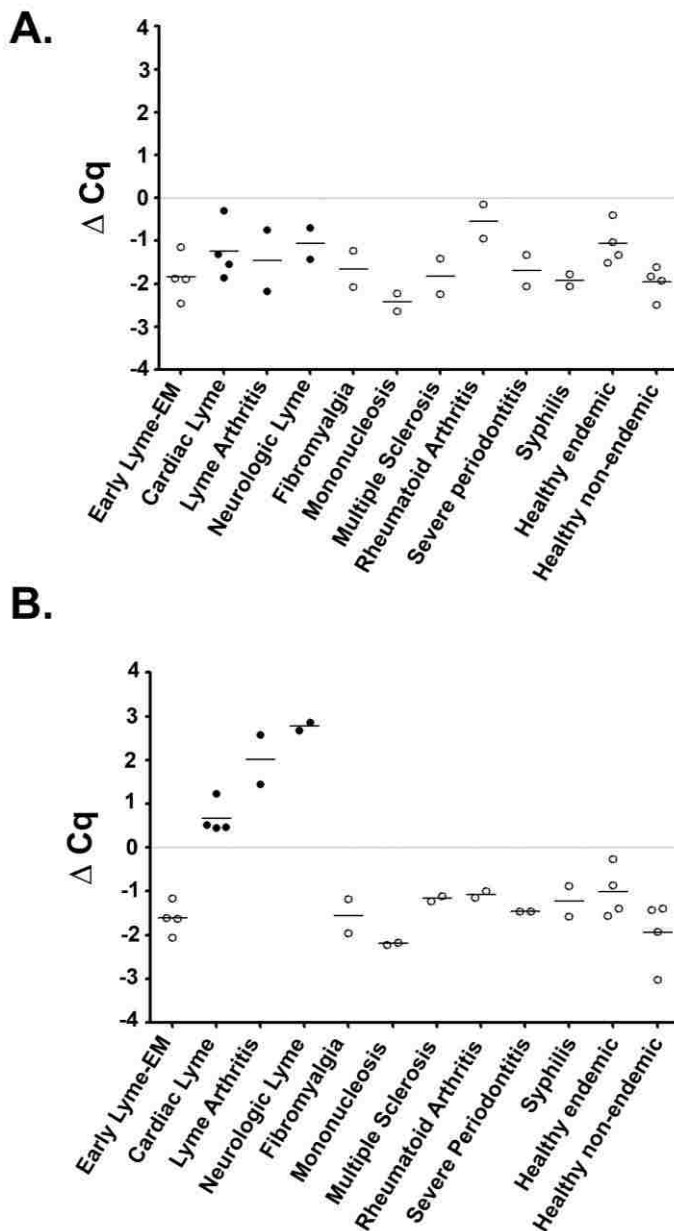 A.
4
3
2
1
0
-1
-2
-3
-4
Δ Cq
Early Lyme-EM
Cardiac Lyme
Lyme Arthritis
Neurologic Lyme
Fibromyalgia
Mononucleosis
Multiple Sclerosis
Rheumatoid Arthritis
Severe periodontitis
Syphilis
Healthy endemic
Healthy non-endemic
B.
4
3
2
1
0
-1
-2
-3
-4
Δ Cq
Early Lyme-EM
Cardiac Lyme
Lyme Arthritis
Neurologic Lyme
Fibromyalgia
Mononucleosis
Multiple Sclerosis
Rheumatoid Arthritis
Severe Periodontitis
Syphilis
Healthy endemic
Healthy non-endemic